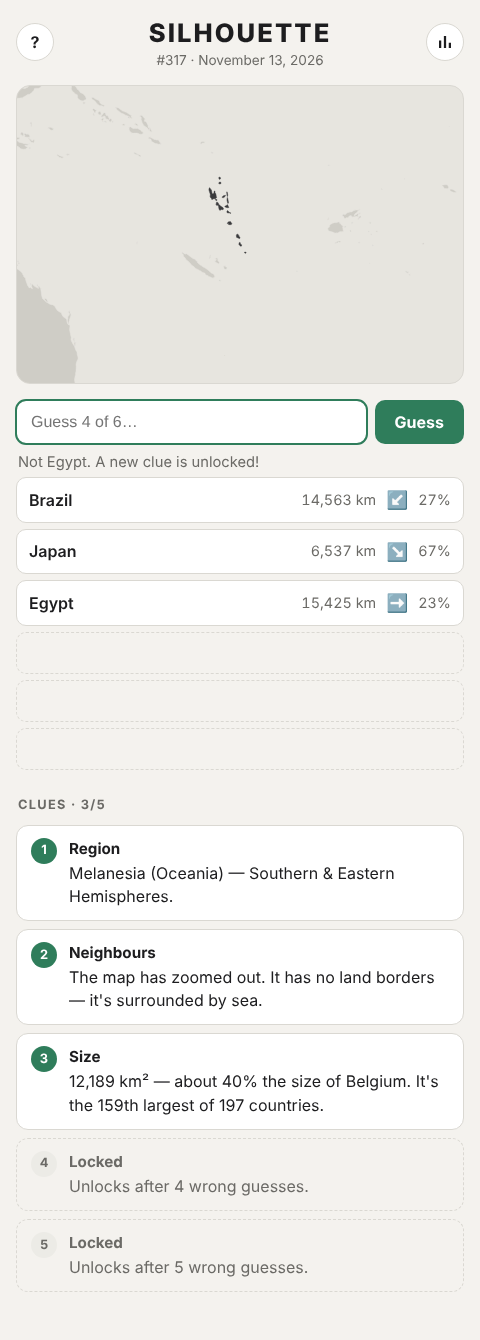 ?
SILHOUETTE
#317 · November 13, 2026
Guess 4 of 6…
Guess
Not Egypt. A new clue is unlocked!
Brazil 14,563 km ↙️ 27%
Japan 6,537 km ↘️ 67%
Egypt 15,425 km ➡️ 23%
CLUES · 3/5
1 Region
Melanesia (Oceania) — Southern & Eastern
Hemispheres.
2 Neighbours
The map has zoomed out. It has no land borders
— it's surrounded by sea.
3 Size
12,189 km² — about 40% the size of Belgium. It's
the 159th largest of 197 countries.
4 Locked
Unlocks after 4 wrong guesses.
5 Locked
Unlocks after 5 wrong guesses.